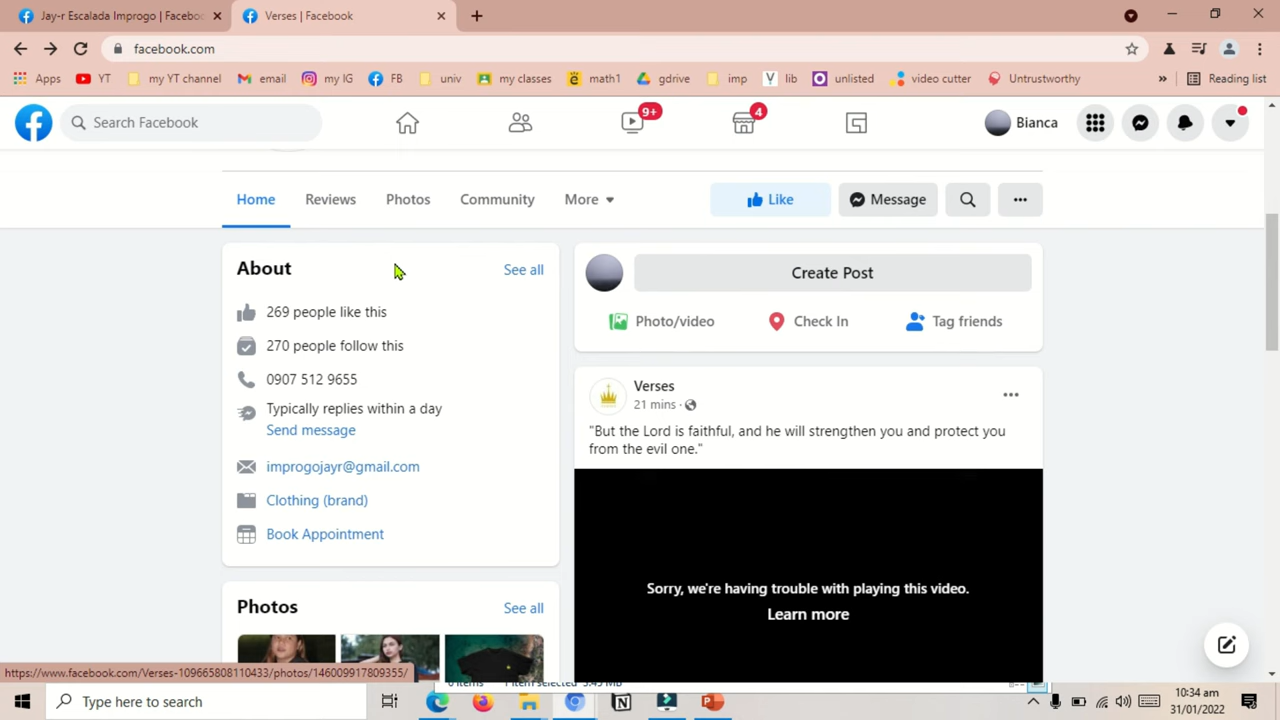 Jay-r Escalada Improgo | Facebo
Verses | Facebook
facebook.com
Apps
YT
my YT channel
email
my IG
FB
univ
my classes
math1
gdrive
imp
lib
unlisted
video cutter
Untrustworthy
»
Reading list
Search Facebook
9+
4
Bianca
Home
Reviews
Photos
Community
More
Like
Message
About
See all
269 people like this
270 people follow this
0907 512 9655
Typically replies within a day
Send message
improgojayr@gmail.com
Clothing (brand)
Book Appointment
Photos
See all
Create Post
Photo/video
Check In
Tag friends
Verses
21 mins ·
"But the Lord is faithful, and he will strengthen you and protect you
from the evil one."
Sorry, we're having trouble with playing this video.
Learn more
https://www.facebook.com/Verses-109665808110433/photos/146009917809355/
Type here to search
10:34 am
31/01/2022